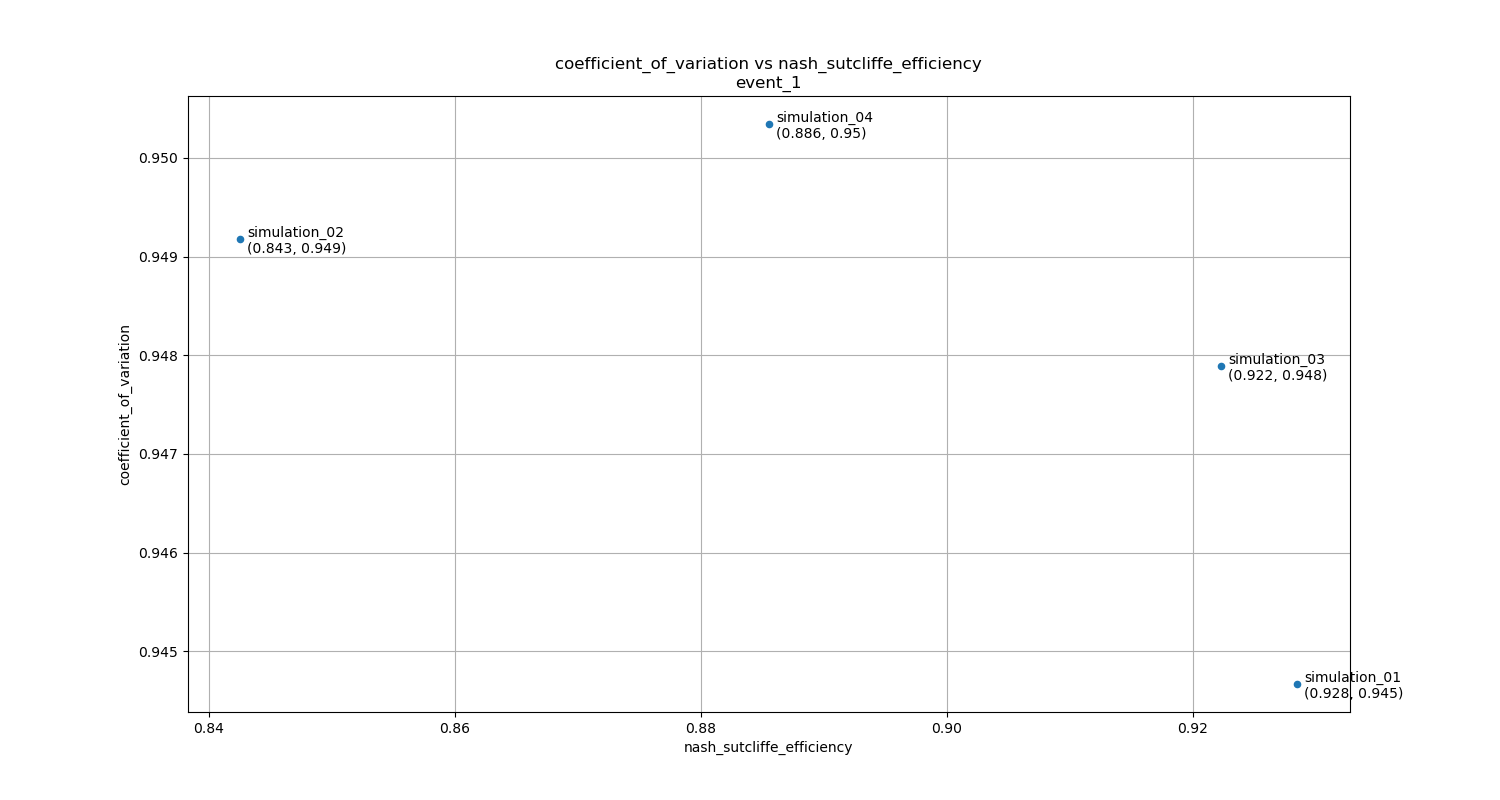 coefficient_of_variation vs nash_sutcliffe_efficiency
event_1
simulation_04
(0.886, 0.95)
0.950
simulation_02
(0.843, 0.949)
0.949
simulation_03
(0.922, 0.948)
0.948
coefficient_of_variation
0.947
0.946
0.945
simulation_01
(0.928, 0.945)
0.84
0.86
0.88
0.90
0.92
nash_sutcliffe_efficiency